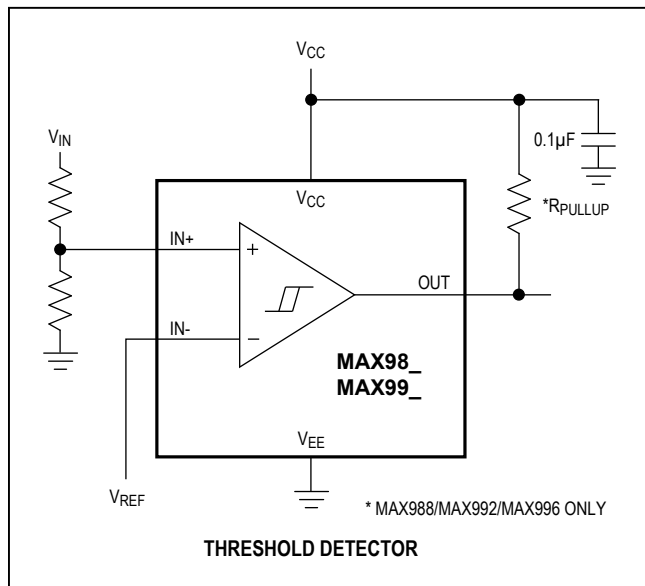 VCC
VIN
0.1µF
VCC
*RPULLUP
IN+
+
OUT
IN-
−
MAX98_
MAX99_
VEE
VREF
* MAX988/MAX992/MAX996 ONLY
THRESHOLD DETECTOR